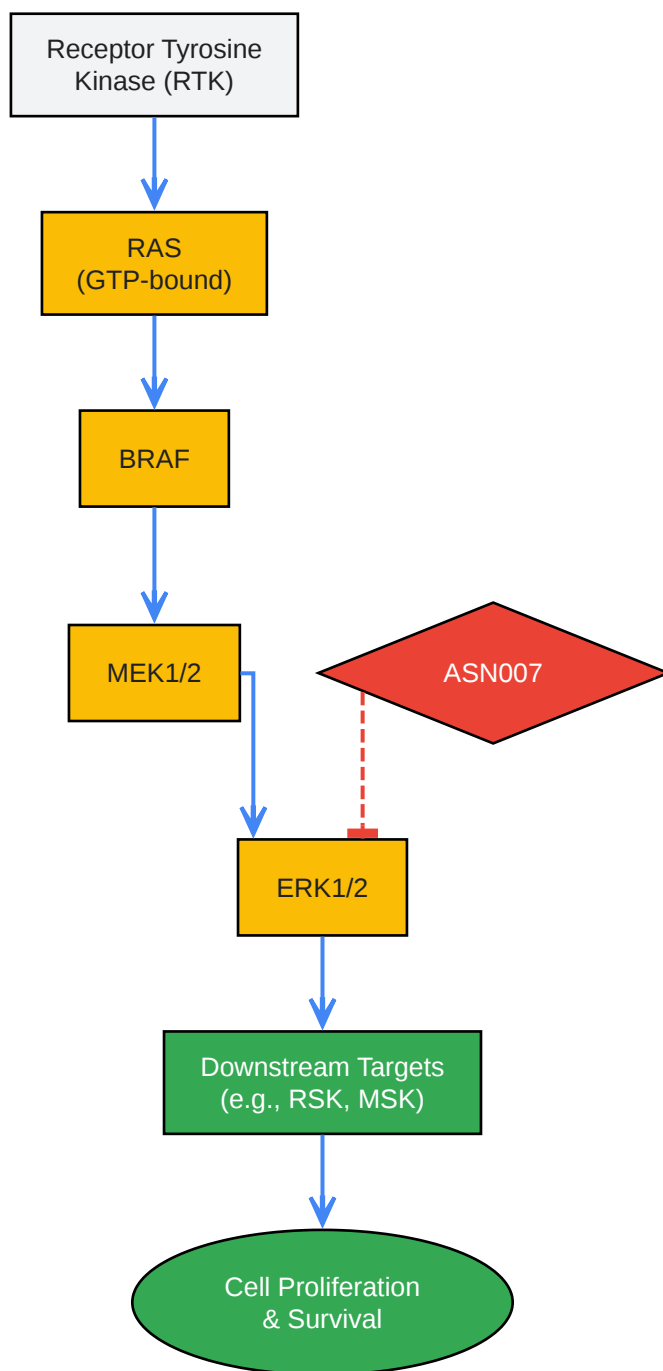 Receptor Tyrosine
Kinase (RTK)
RAS
(GTP-bound)
BRAF
MEK1/2
ASN007
ERK1/2
Downstream Targets
(e.g., RSK, MSK)
Cell Proliferation
& Survival